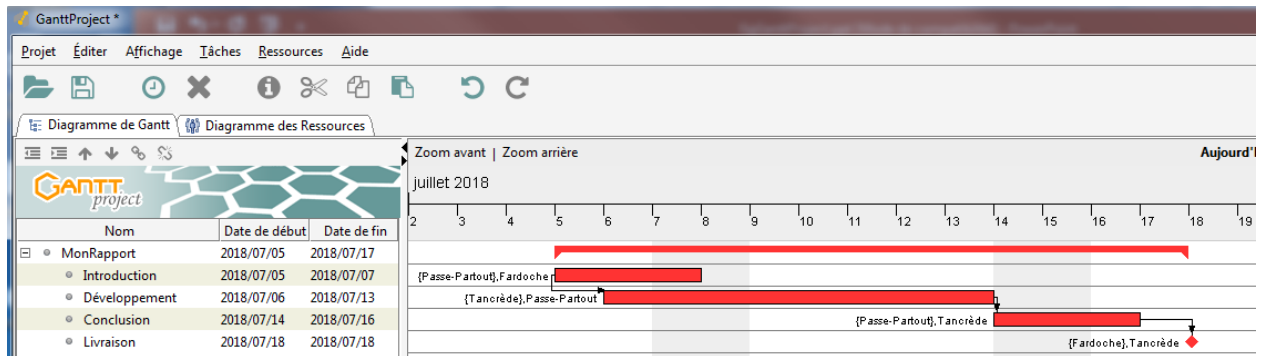 GanttProject *
Projet Éditer Affichage Tâches Ressources Aide
Diagramme de Gantt Diagramme des Ressources
Zoom avant | Zoom arrière Aujourd'
GANTT project
juillet 2018
2 3 4 5 6 7 8 9 10 11 12 13 14 15 16 17 18 19
Nom Date de début Date de fin
MonRapport 2018/07/05 2018/07/17
Introduction 2018/07/05 2018/07/07 {Passe-Partout},Fardoche
Développement 2018/07/06 2018/07/13 {Tancrède},Passe-Partout
Conclusion 2018/07/14 2018/07/16 {Passe-Partout},Tancrède
Livraison 2018/07/18 2018/07/18 {Fardoche},Tancrède